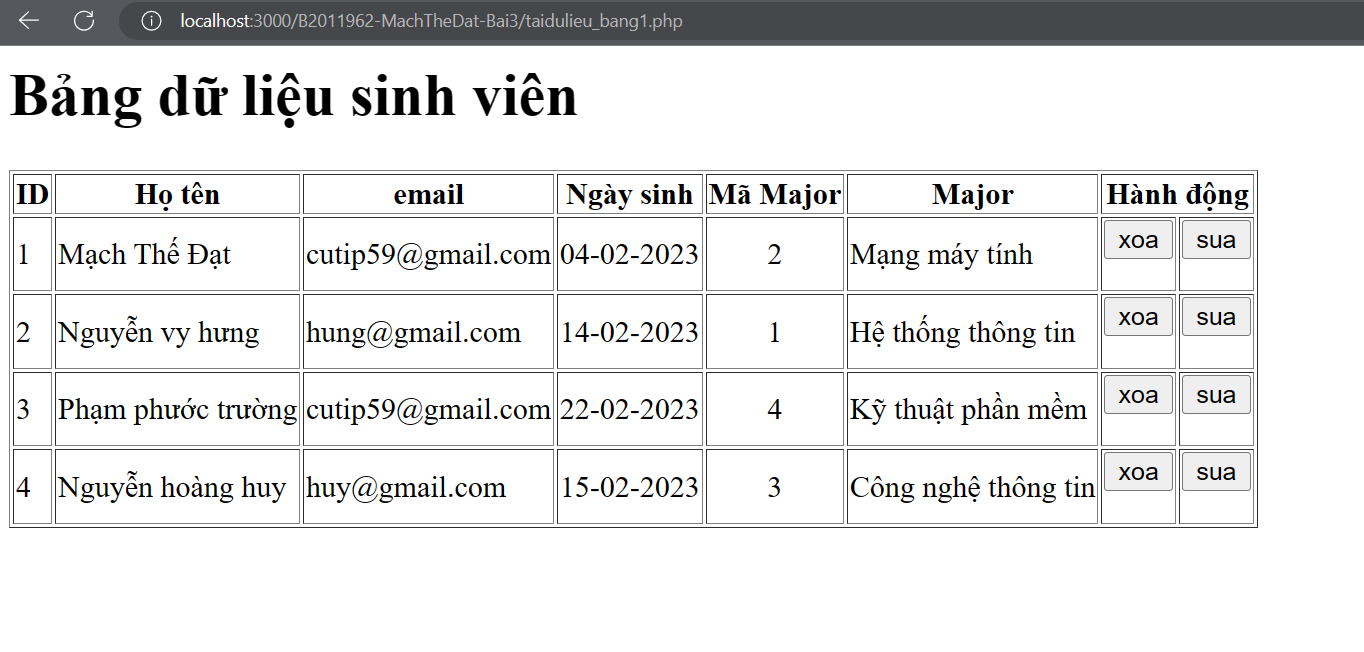 localhost:3000/B2011962-MachTheDat-Bai3/taidulieu_bang1.php
Bảng dữ liệu sinh viên
ID Họ tên email Ngày sinh Mã Major Major Hành động
1 Mạch Thế Đạt cutip59@gmail.com 04-02-2023 2 Mạng máy tính xoa sua
2 Nguyễn vy hưng hung@gmail.com 14-02-2023 1 Hệ thống thông tin xoa sua
3 Phạm phước trường cutip59@gmail.com 22-02-2023 4 Kỹ thuật phần mềm xoa sua
4 Nguyễn hoàng huy huy@gmail.com 15-02-2023 3 Công nghệ thông tin xoa sua